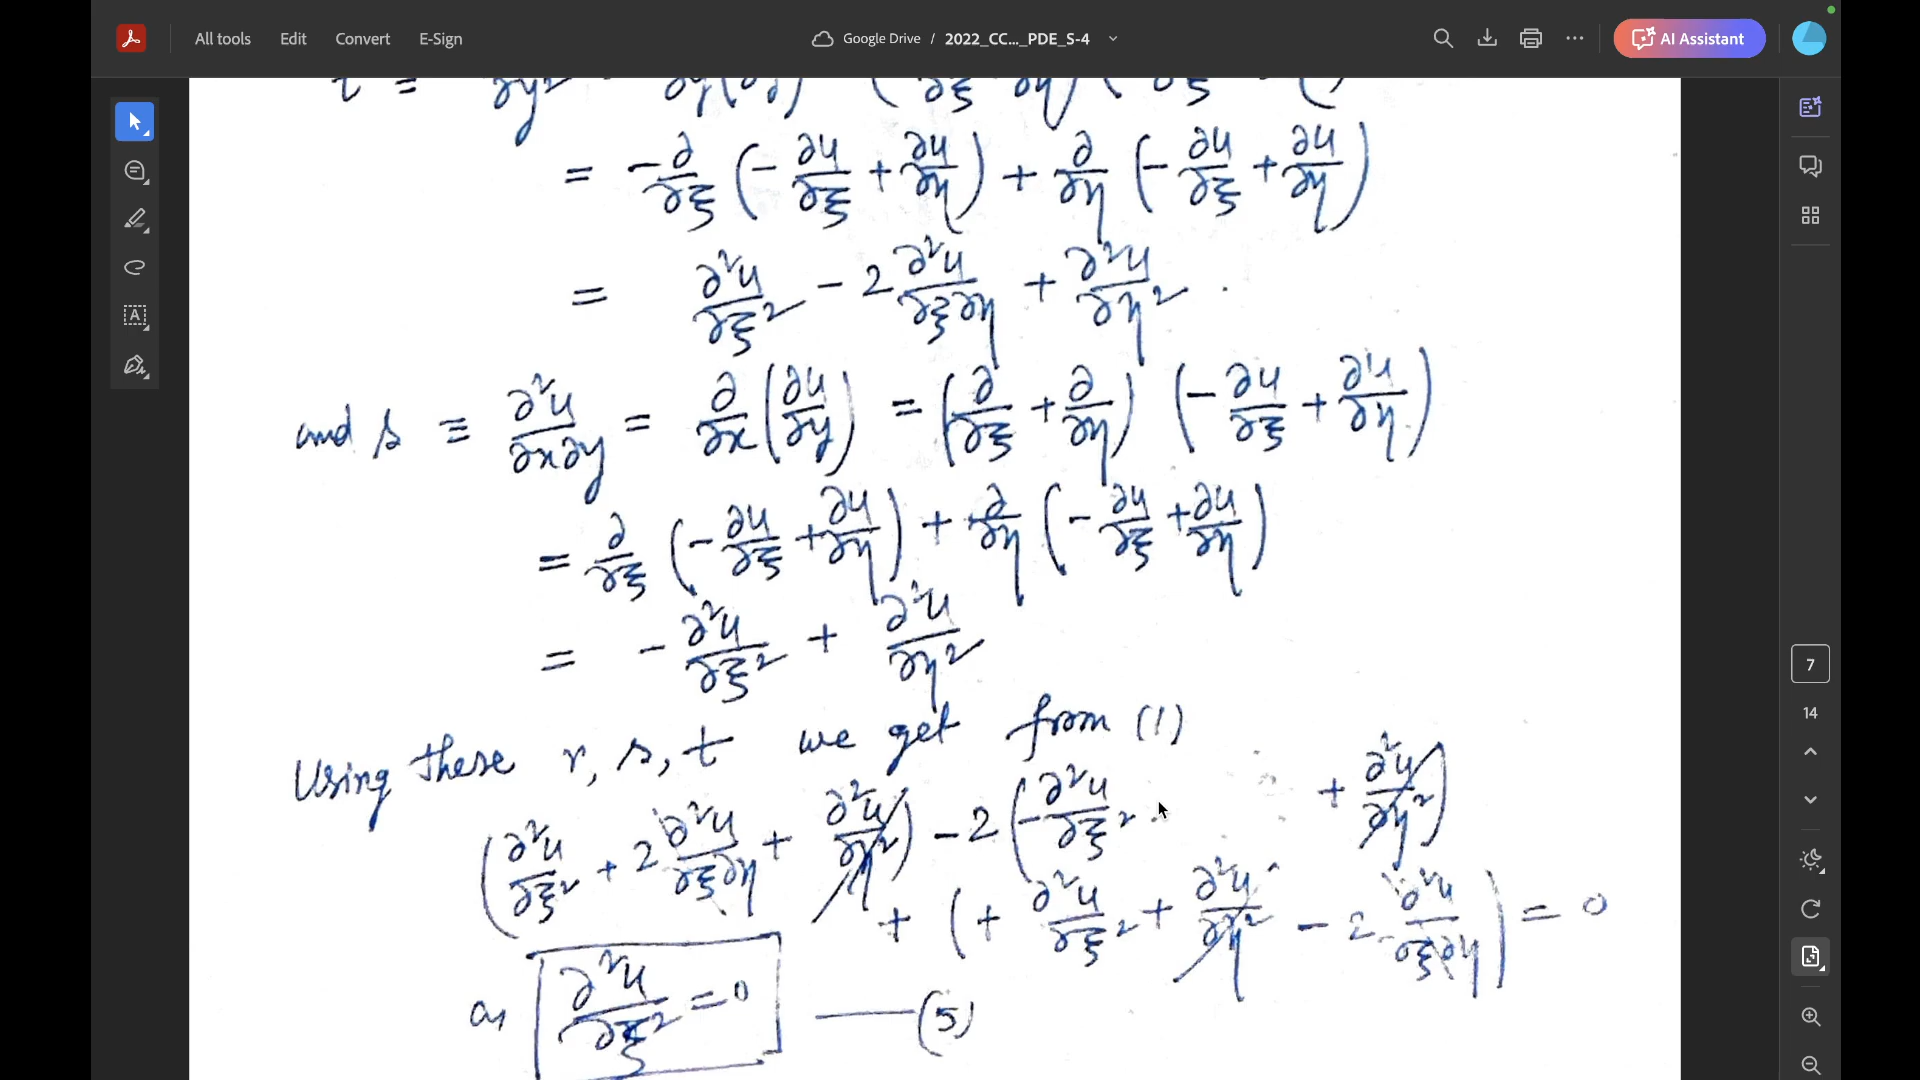 All tools Edit Convert E-Sign Google Drive / 2022_CC..._PDE_S-4 AI Assistant
= -∂/∂ξ (-∂u/∂ξ + ∂u/∂η) + ∂/∂η (-∂u/∂ξ + ∂u/∂η)
= ∂²u/∂ξ² - 2 ∂²u/∂ξ∂η + ∂²u/∂η² .
and s ≡ ∂²u/∂x∂y = ∂/∂x (∂u/∂y) = (∂/∂ξ + ∂/∂η) (-∂u/∂ξ + ∂u/∂η)
= ∂/∂ξ (-∂u/∂ξ + ∂u/∂η) + ∂/∂η (-∂u/∂ξ + ∂u/∂η)
= -∂²u/∂ξ² + ∂²u/∂η²
Using these r, s, t we get from (1)
(∂²u/∂ξ² + 2 ∂²u/∂ξ∂η + ∂²u/∂η²) - 2 (-∂²u/∂ξ² + ∂²u/∂η²)
+ (+ ∂²u/∂ξ² + ∂²u/∂η² - 2 ∂²u/∂ξ∂η) = 0
or, ∂²u/∂ξ² = 0 —— (5)
7
14